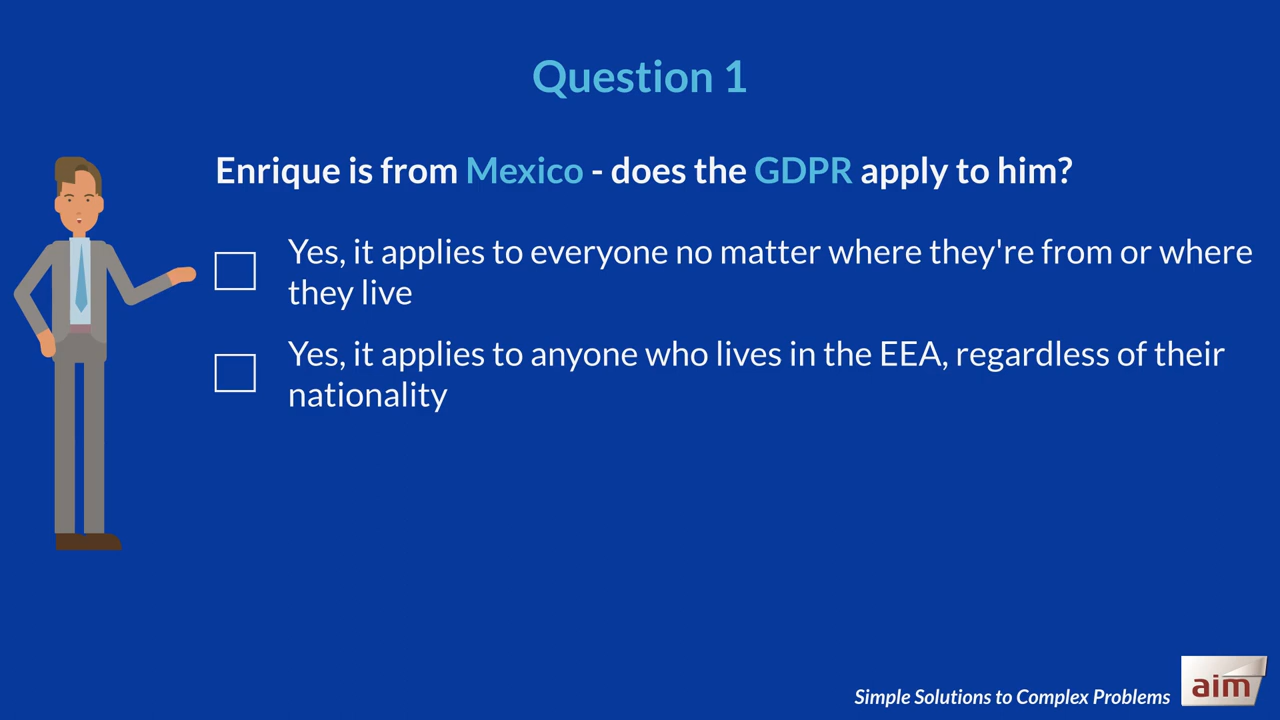 Question 1
Enrique is from Mexico - does the GDPR apply to him?
Yes, it applies to everyone no matter where they're from or where
they live
Yes, it applies to anyone who lives in the EEA, regardless of their
nationality
Simple Solutions to Complex Problems
aim